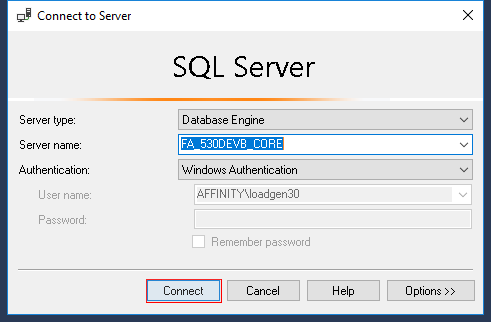 Connect to Server
SQL Server
Server type: Database Engine
Server name: FA_530DEVB_CORE
Authentication: Windows Authentication
User name: AFFINITY\loadgen30
Password:
Remember password
Connect Cancel Help Options >>